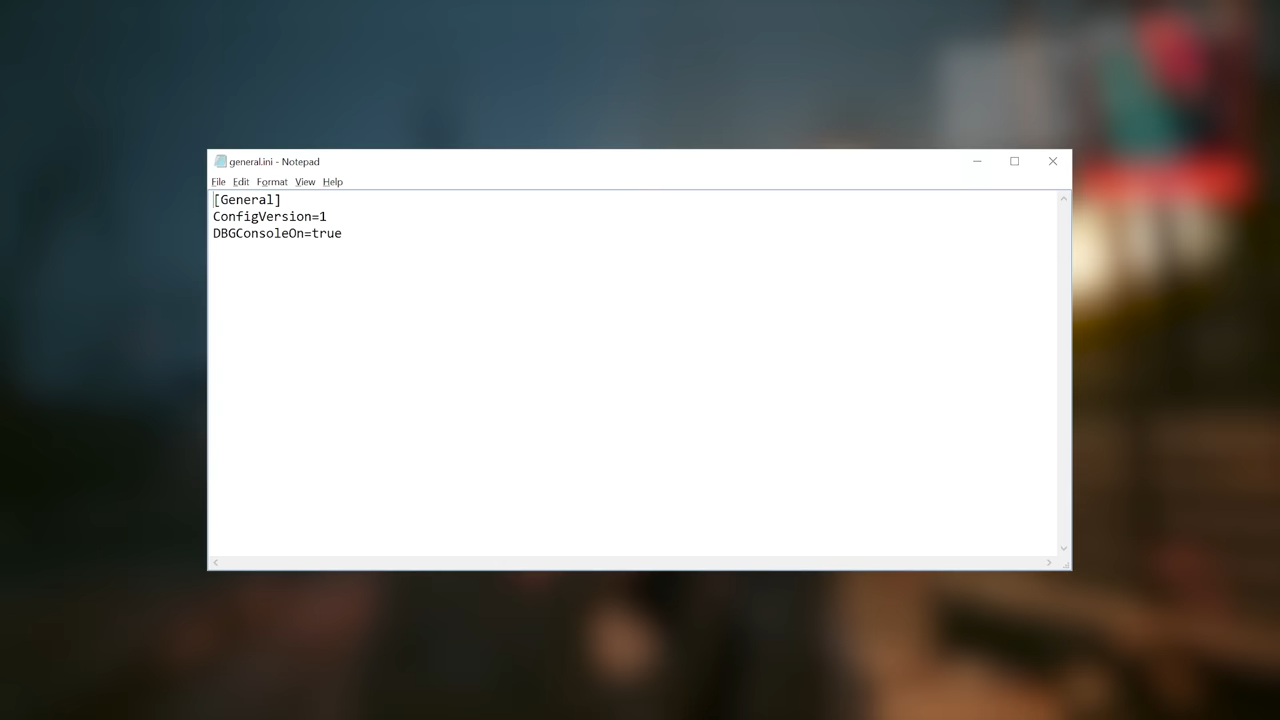 general.ini - Notepad
File Edit Format View Help
[General]
ConfigVersion=1
DBGConsoleOn=true